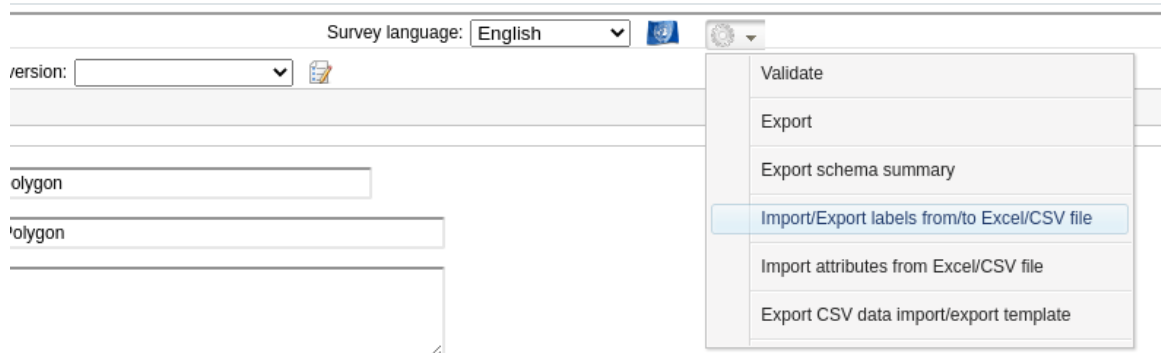 Survey language: English
version:
Validate
Export
Export schema summary
olygon
Import/Export labels from/to Excel/CSV file
Polygon
Import attributes from Excel/CSV file
Export CSV data import/export template